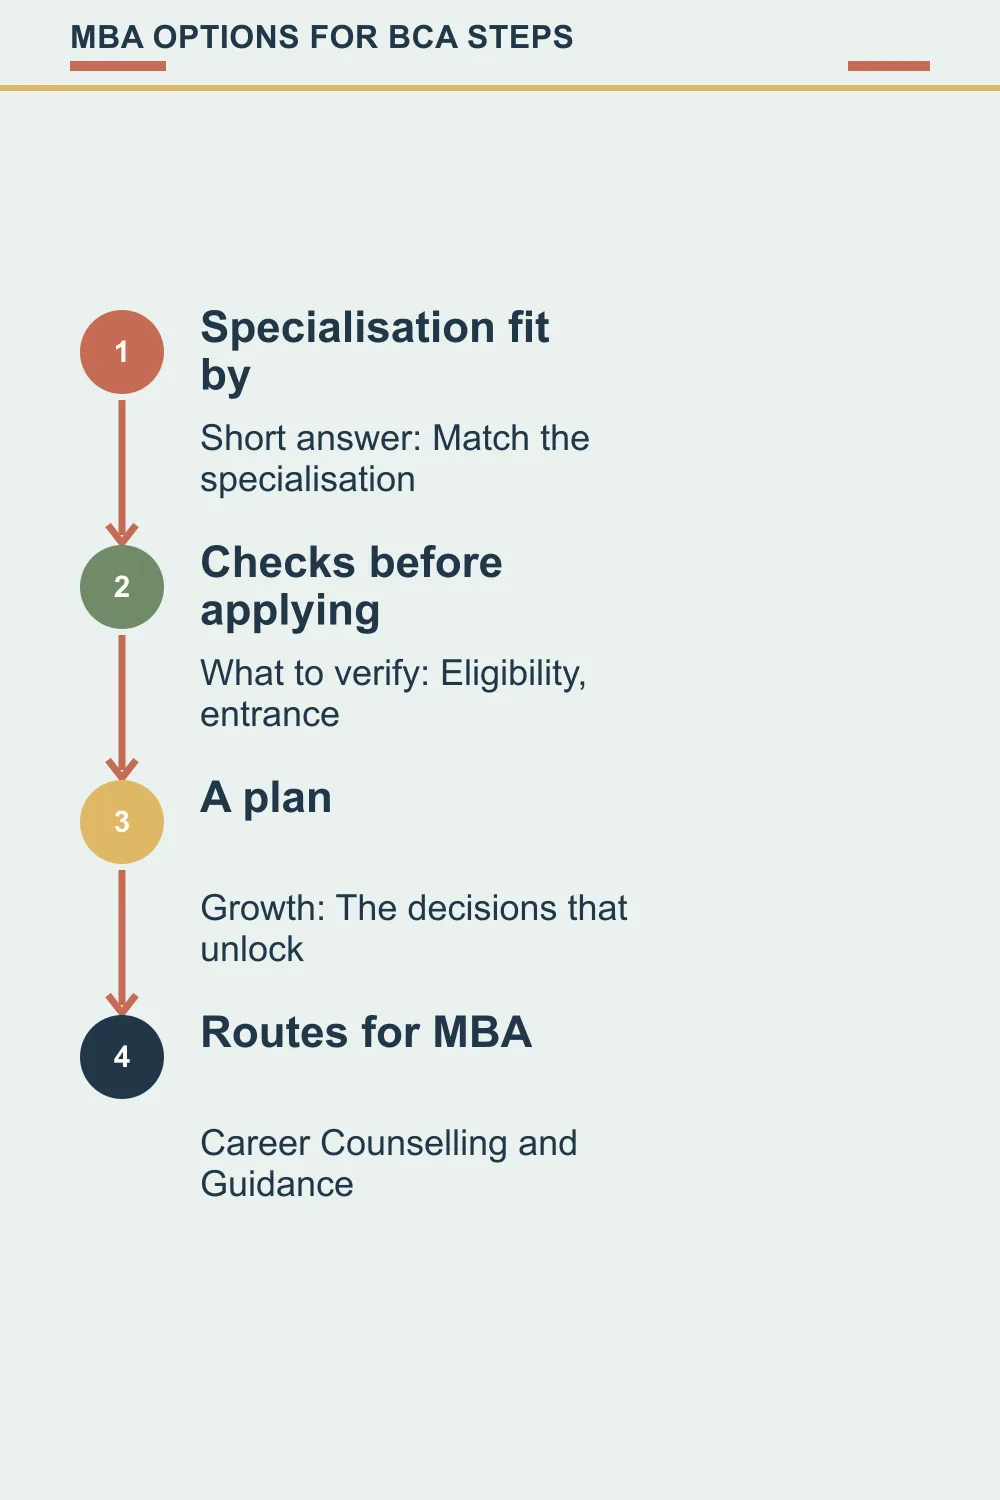 MBA OPTIONS FOR BCA STEPS
1
Specialisation fit
by
Short answer: Match the
specialisation
2
Checks before
applying
What to verify: Eligibility,
entrance
3
A plan
Growth: The decisions that
unlock
4
Routes for MBA
Career Counselling and
Guidance